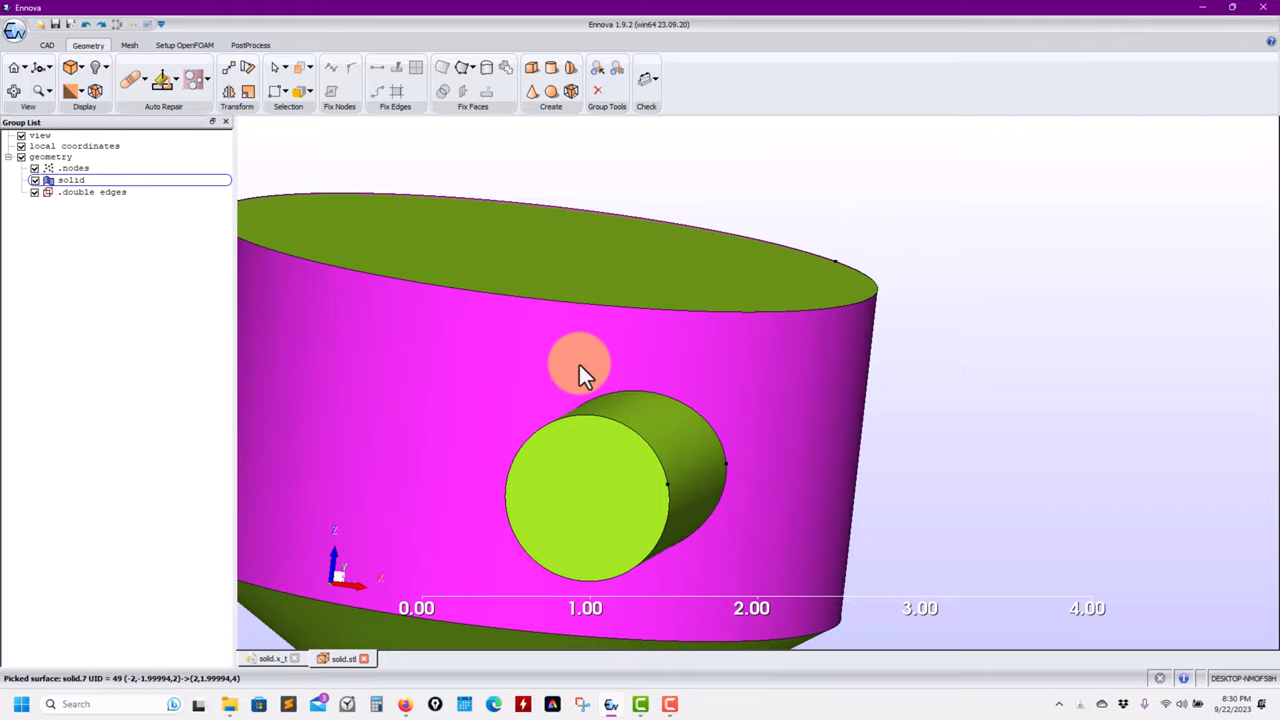 Ennova
Ennova 1.9.2 (win64 23.09.20)
CAD Geometry Mesh Setup OpenFOAM PostProcess
View Display Auto Repair Transform Selection Fix Nodes Fix Edges Fix Faces Create Group Tools Check
Group List
view
local coordinates
geometry
.nodes
solid
.double edges
Z
Y
X
0.00 1.00 2.00 3.00 4.00
solid.x_t solid.stl
Picked surface: solid.7 UID = 49 (-2,-1.99994,2)->(2,1.99994,4)
DESKTOP-NMOF58H
Search
3
8:30 PM
9/22/2023